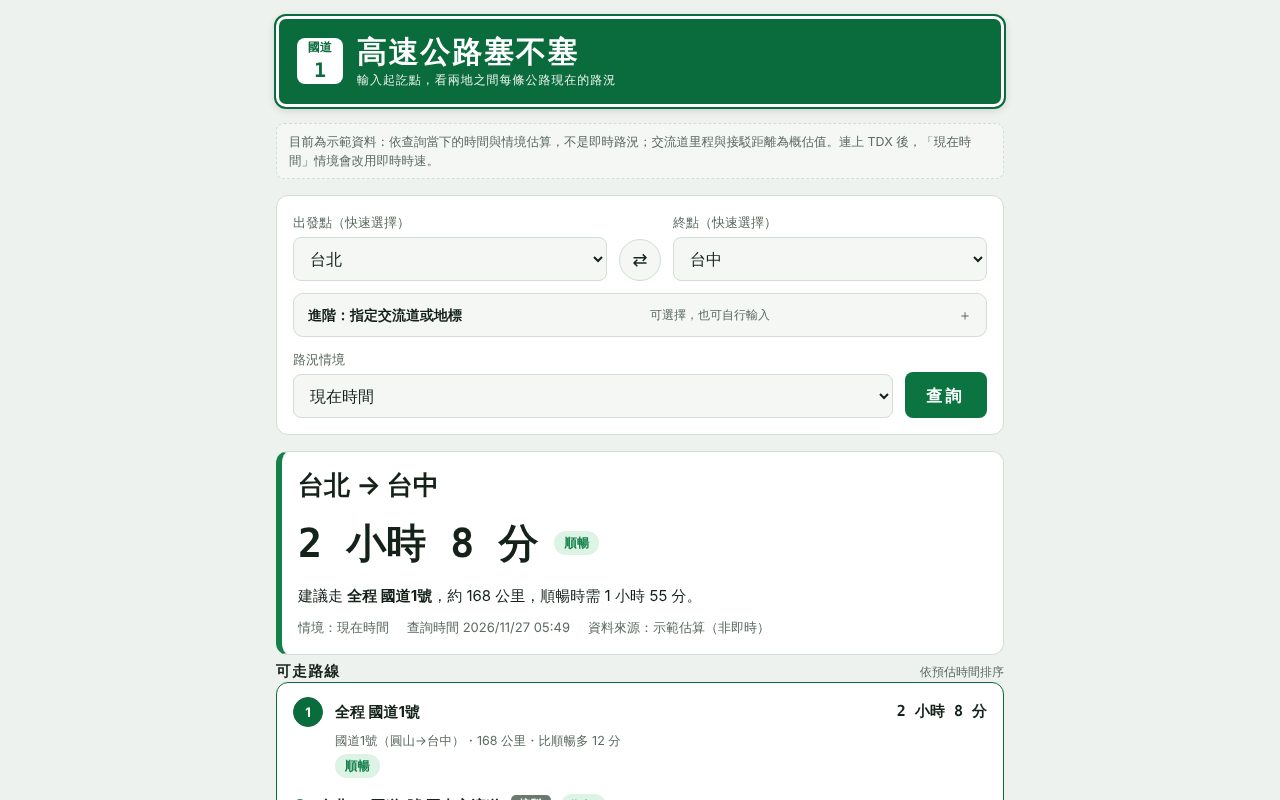 國道
1
高速公路塞不塞
輸入起訖點，看兩地之間每條公路現在的路況
目前為示範資料：依查詢當下的時間與情境估算，不是即時路況；交流道里程與接駁距離為概估值。連上 TDX 後，「現在時
間」情境會改用即時時速。
出發點（快速選擇）
終點（快速選擇）
台北
⇄
台中
進階：指定交流道或地標
可選擇，也可自行輸入
+
路況情境
現在時間
查詢
台北 → 台中
2 小時 8 分 順暢
建議走 全程 國道1號，約 168 公里，順暢時需 1 小時 55 分。
情境：現在時間 查詢時間 2026/11/27 05:49 資料來源：示範估算（非即時）
可走路線
依預估時間排序
1 全程 國道1號
2 小時 8 分
國道1號（圓山→台中）· 168 公里 · 比順暢多 12 分
順暢